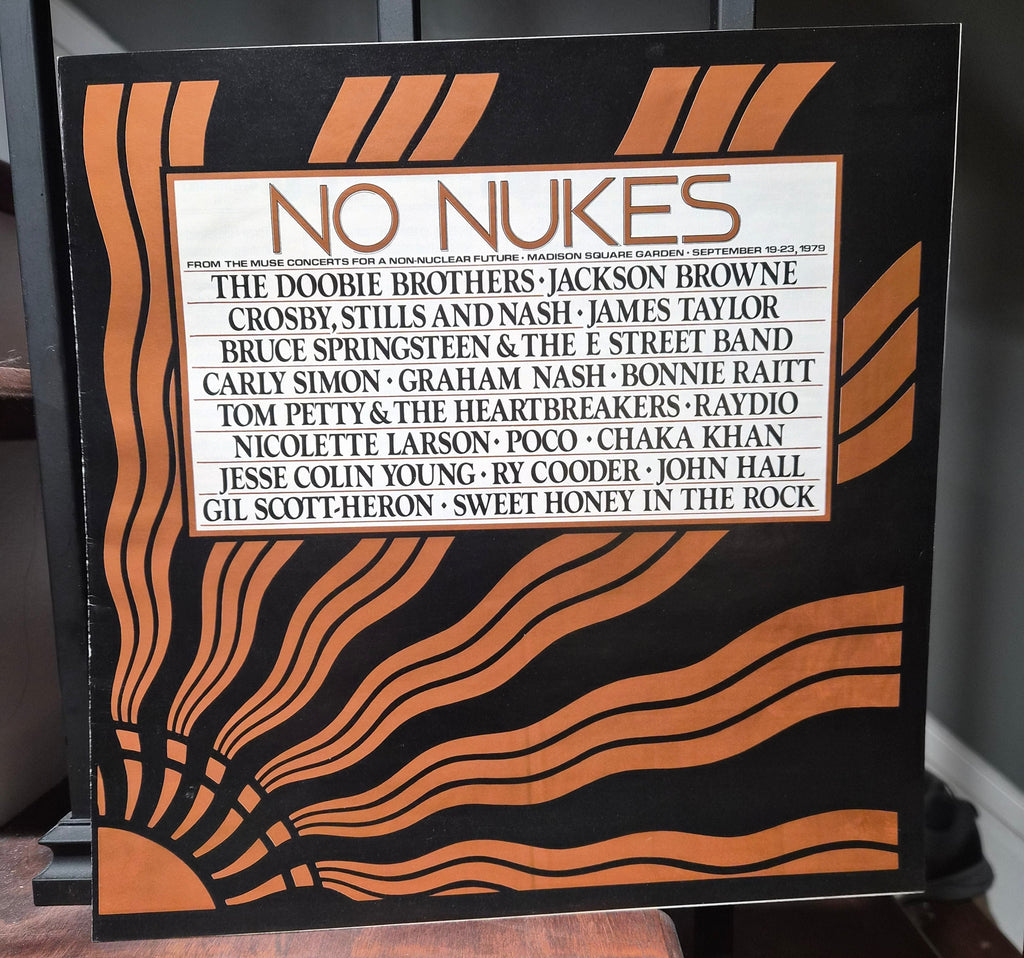 NO NUKES
FROM THE MUSE CONCERTS FOR A NON-NUCLEAR FUTURE · MADISON SQUARE GARDEN · SEPTEMBER 19-23, 1979
THE DOOBIE BROTHERS · JACKSON BROWNE
CROSBY, STILLS AND NASH · JAMES TAYLOR
BRUCE SPRINGSTEEN & THE E STREET BAND
CARLY SIMON · GRAHAM NASH · BONNIE RAITT
TOM PETTY & THE HEARTBREAKERS · RAYDIO
NICOLETTE LARSON · POCO · CHAKA KHAN
JESSE COLIN YOUNG · RY COODER · JOHN HALL
GIL SCOTT-HERON · SWEET HONEY IN THE ROCK